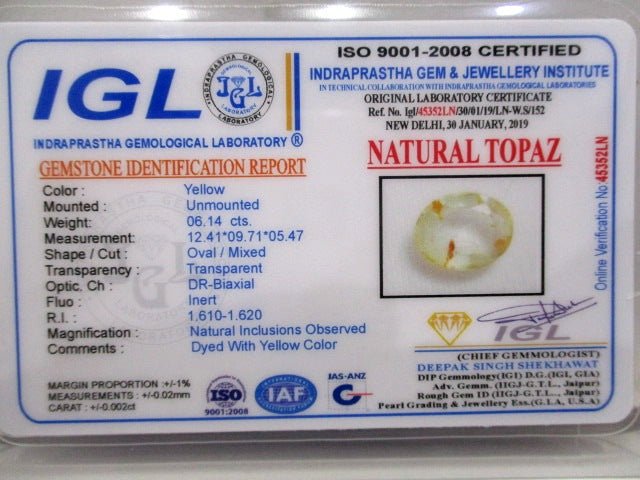 ISO 9001-2008 CERTIFIED
IGL
INDRAPRASTHA GEMOLOGICAL LABORATORY ®
INDRAPRASTHA GEM & JEWELLERY INSTITUTE
IN TECHNICAL COLLABORATION WITH INDRAPRASTHA GEMOLOGICAL LABORATORIES
ORIGINAL LABORATORY CERTIFICATE
Ref. No. Igl/45352LN/30/01/19/LN-W.S/152
NEW DELHI, 30 JANUARY, 2019
GEMSTONE IDENTIFICATION REPORT
Color : Yellow
Mounted : Unmounted
Weight: 06.14 cts.
Measurement: 12.41*09.71*05.47
Shape / Cut : Oval / Mixed
Transparency : Transparent
Optic. Ch : DR-Biaxial
Fluo : Inert
R.I. : 1.610-1.620
Magnification : Natural Inclusions Observed
Comments : Dyed With Yellow Color
MARGIN PROPORTION :+/-1%
MEASUREMENTS : +/-0.02mm
CARAT : +/-0.002ct
ISO
9001:2008
IAF
JAS-ANZ
NATURAL TOPAZ
Online Verification No.45352LN
IGL
(CHIEF GEMMOLOGIST)
DEEPAK SINGH SHEKHAWAT
DIP Gemmology(IGI) D.G.(IGL, GIA)
Adv. Gemm. (IIGJ-G.T.L., Jaipur)
Rough Gem ID (IIGJ-G.T.L., Jaipur)
Pearl Grading & Jewellery Ess.(G.I.A, U.S.A)